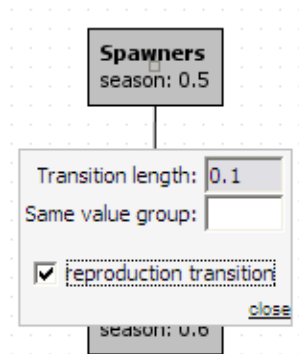 Spawners
season: 0.5
Transition length: 0.1
Same value group:
reproduction transition
close
season: 0.6